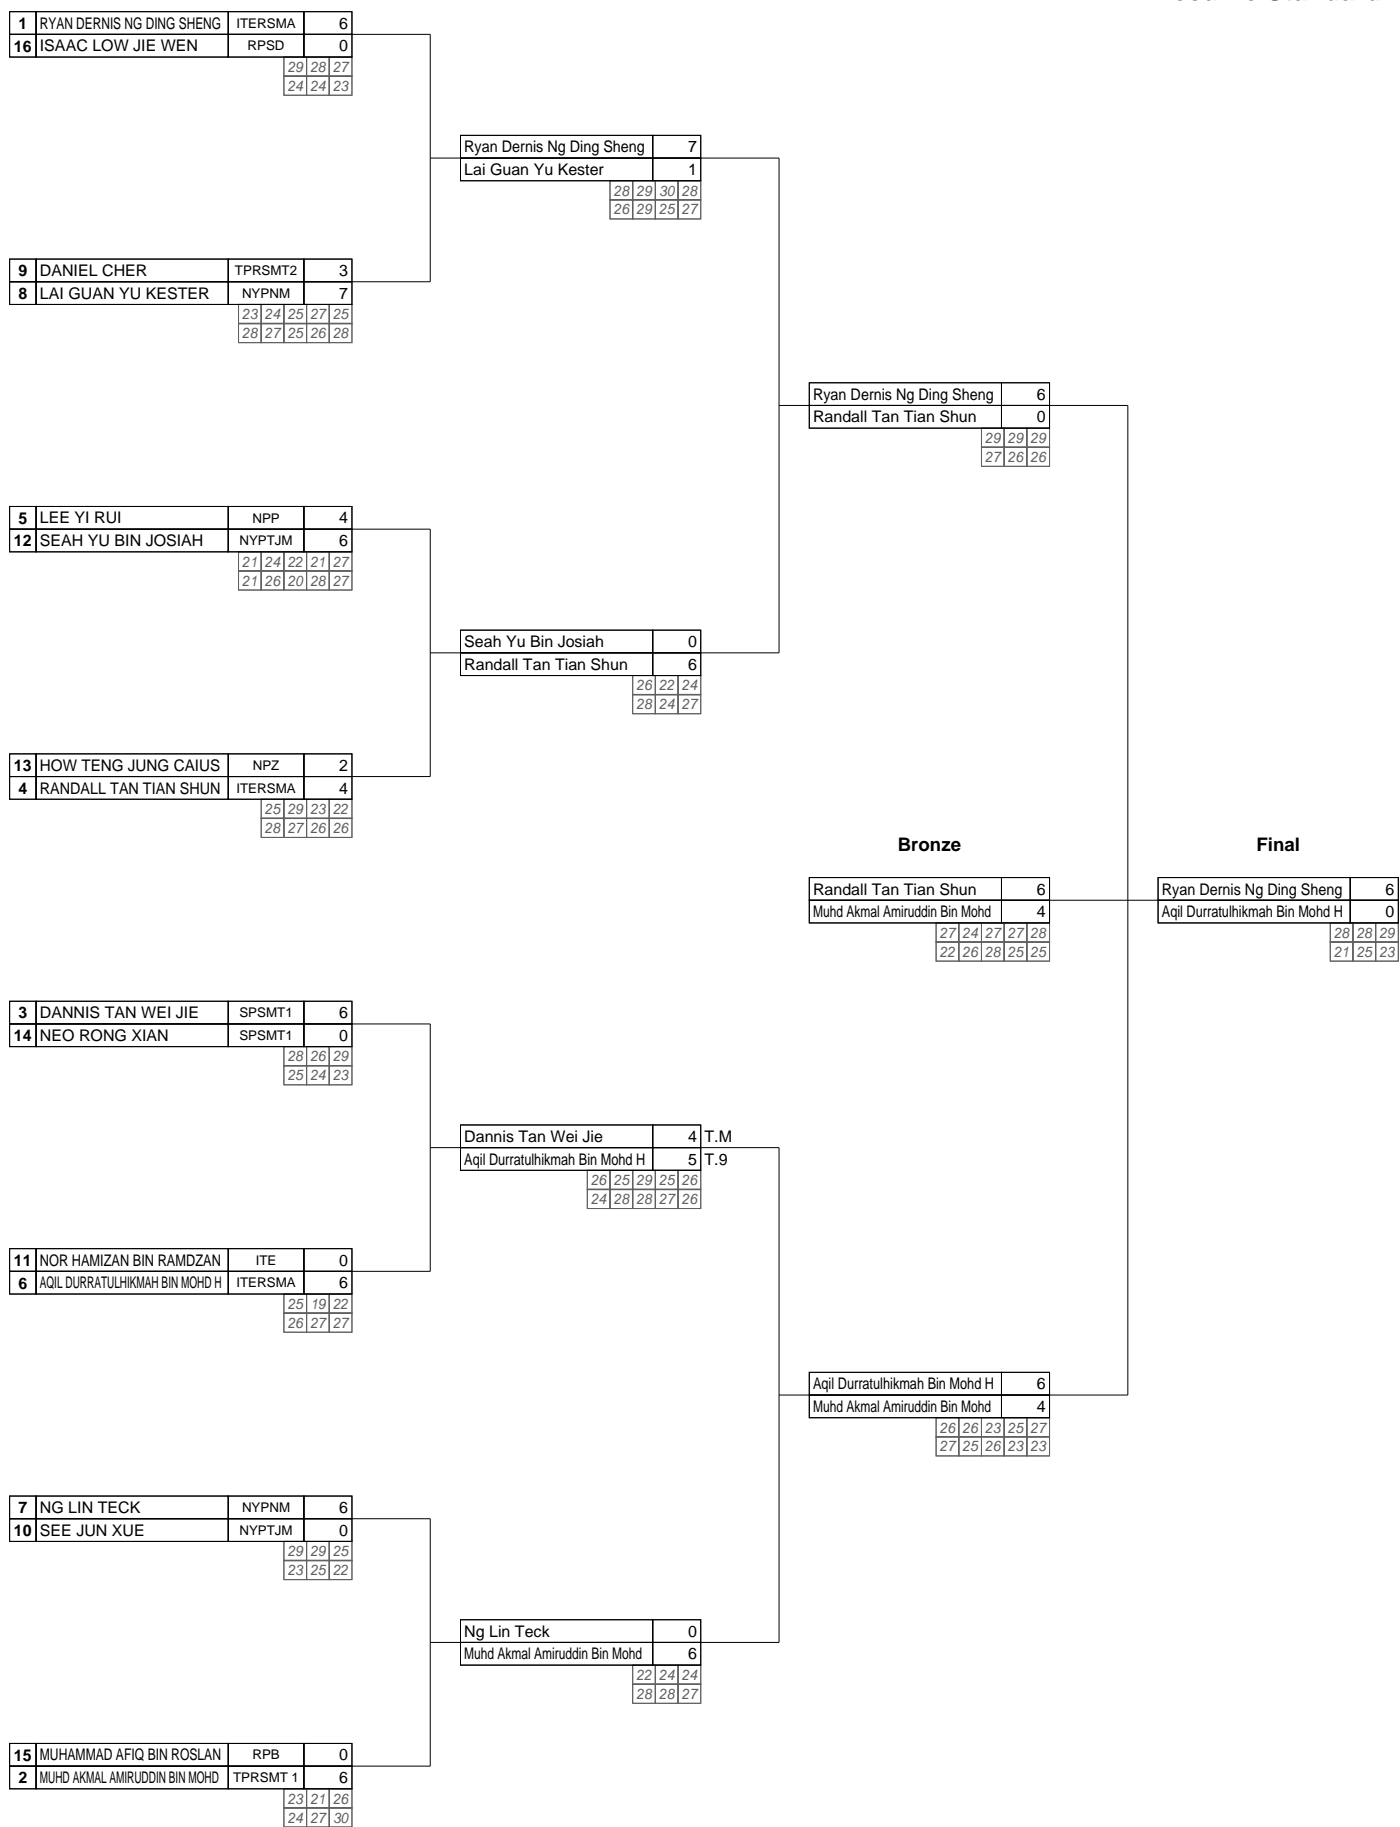 1 RYAN DERNIS NG DING SHENG ITERSMA 6
16 ISAAC LOW JIE WEN RPSD 0
29 28 27
24 24 23
Ryan Dernis Ng Ding Sheng 7
Lai Guan Yu Kester 1
28 29 30 28
26 29 25 27
9 DANIEL CHER TPRSMT2 3
8 LAI GUAN YU KESTER NYPNM 7
23 24 25 27 25
28 27 25 26 28
Ryan Dernis Ng Ding Sheng 6
Randall Tan Tian Shun 0
29 29 29
27 26 26
5 LEE YI RUI NPP 4
12 SEAH YU BIN JOSIAH NYPTJM 6
21 24 22 21 27
21 26 20 28 27
Seah Yu Bin Josiah 0
Randall Tan Tian Shun 6
26 22 24
28 24 27
13 HOW TENG JUNG CAIUS NPZ 2
4 RANDALL TAN TIAN SHUN ITERSMA 4
25 29 23 22
28 27 26 26
Bronze Final
Randall Tan Tian Shun 6 Ryan Dernis Ng Ding Sheng 6
Muhd Akmal Amiruddin Bin Mohd 4 Aqil Durratulhikmah Bin Mohd H 0
27 24 27 27 28 28 28 29
22 26 28 25 25 21 25 23
3 DANNIS TAN WEI JIE SPSMT1 6
14 NEO RONG XIAN SPSMT1 0
28 26 29
25 24 23
Dannis Tan Wei Jie 4 T.M
Aqil Durratulhikmah Bin Mohd H 5 T.9
26 25 29 25 26
24 28 28 27 26
11 NOR HAMIZAN BIN RAMDZAN ITE 0
6 AQIL DURRATULHIKMAH BIN MOHD H ITERSMA 6
25 19 22
26 27 27
Aqil Durratulhikmah Bin Mohd H 6
Muhd Akmal Amiruddin Bin Mohd 4
26 26 23 25 27
27 25 26 23 23
7 NG LIN TECK NYPNM 6
10 SEE JUN XUE NYPTJM 0
29 29 25
23 25 22
Ng Lin Teck 0
Muhd Akmal Amiruddin Bin Mohd 6
22 24 24
28 28 27
15 MUHAMMAD AFIQ BIN ROSLAN RPB 0
2 MUHD AKMAL AMIRUDDIN BIN MOHD TPRSMT 1 6
23 21 26
24 27 30